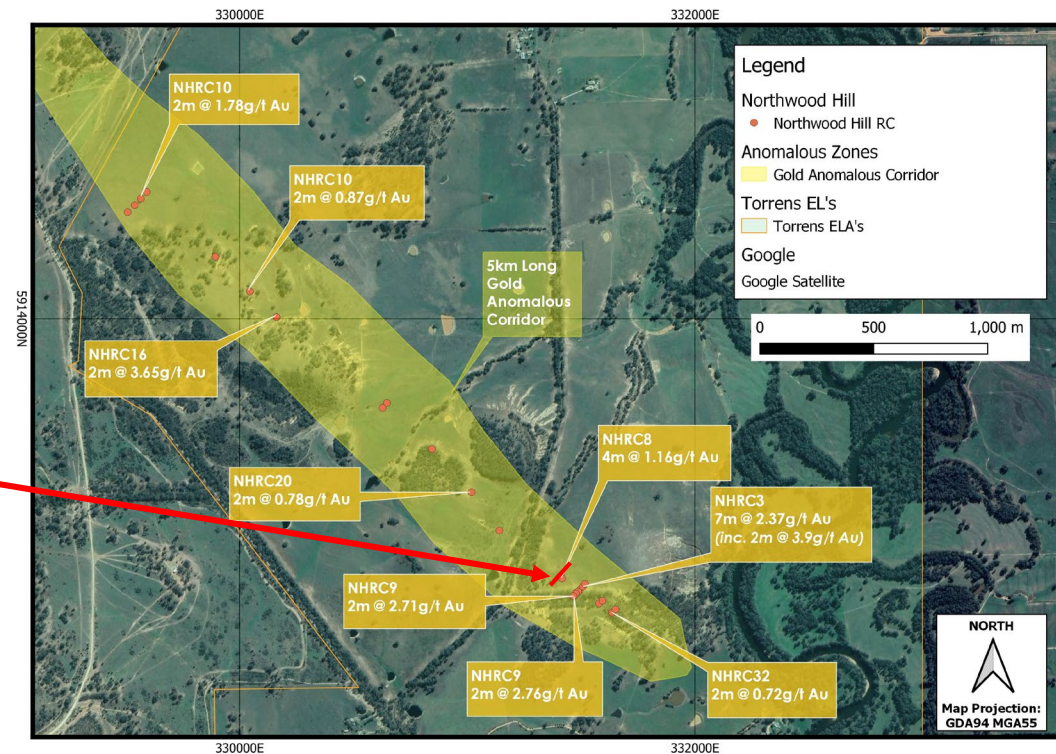 330000E
332000E
NHRC10
2m @ 1.78g/t Au
NHRC10
2m @ 0.87g/t Au
5km Long
Gold
Anomalous
Corridor
5914000N
NHRC16
2m @ 3.65g/t Au
NHRC20
2m @ 0.78g/t Au
NHRC8
4m @ 1.16g/t Au
NHRC3
7m @ 2.37g/t Au
(inc. 2m @ 3.9g/t Au)
NHRC9
2m @ 2.71g/t Au
NHRC9
2m @ 2.76g/t Au
NHRC32
2m @ 0.72g/t Au
Legend
Northwood Hill
Northwood Hill RC
Anomalous Zones
Gold Anomalous Corridor
Torrens EL's
Torrens ELA's
Google
Google Satellite
0 500 1,000 m
NORTH
Map Projection:
GDA94 MGA55
330000E
332000E